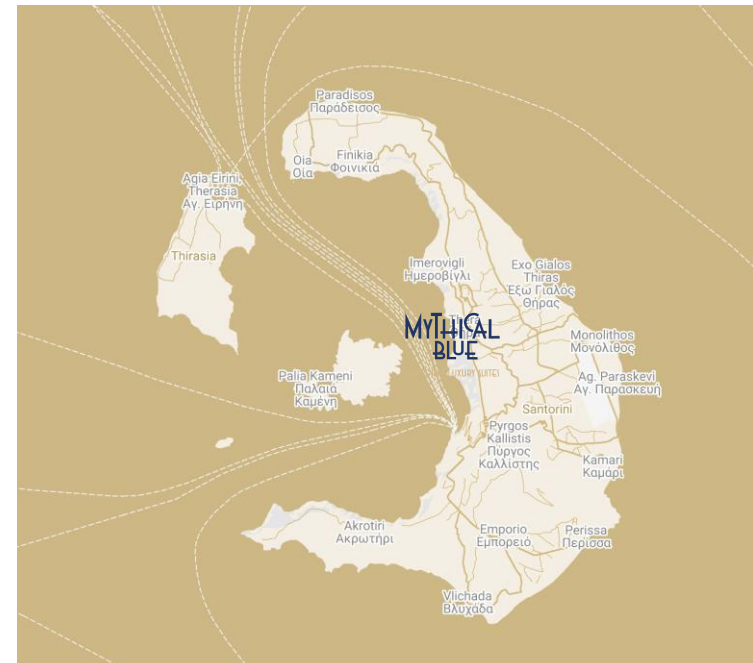 Paradisos
Παράδεισος
Oia
Οία
Finikia
Φοινικιά
Agia Eirini,
Therasia
Αγ. Ειρήνη
Thirasia
Imerovigli
Ημεροβίγλι
Exo Gialos
Thiras
Έξω Γιαλός
Θήρας
Thera
MYTHICAL
BLUE
LUXURY SUITES
Monolithos
Μονόλιθος
Palia Kameni
Παλαιά
Καμένη
Ag. Paraskevi
Αγ. Παρασκευή
Santorini
Pyrgos
Kallistis
Πύργος
Καλλίστης
Kamari
Καμάρι
Akrotiri
Ακρωτήρι
Emporio
Εμπορειό
Perissa
Περίσσα
Vlichada
Βλυχάδα